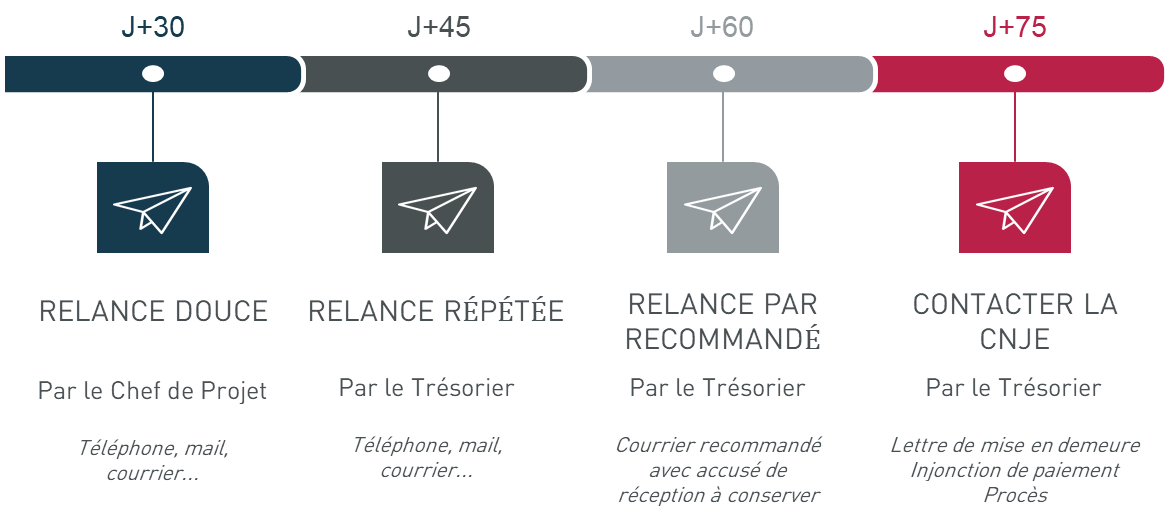 J+30
J+45
J+60
J+75
RELANCE DOUCE
Par le Chef de Projet
Téléphone, mail,
courrier...
RELANCE RÉPÉTÉE
Par le Trésorier
Téléphone, mail,
courrier...
RELANCE PAR
RECOMMANDÉ
Par le Trésorier
Courrier recommandé
avec accusé de
réception à conserver
CONTACTER LA
CNJE
Par le Trésorier
Lettre de mise en demeure
Injonction de paiement
Procès